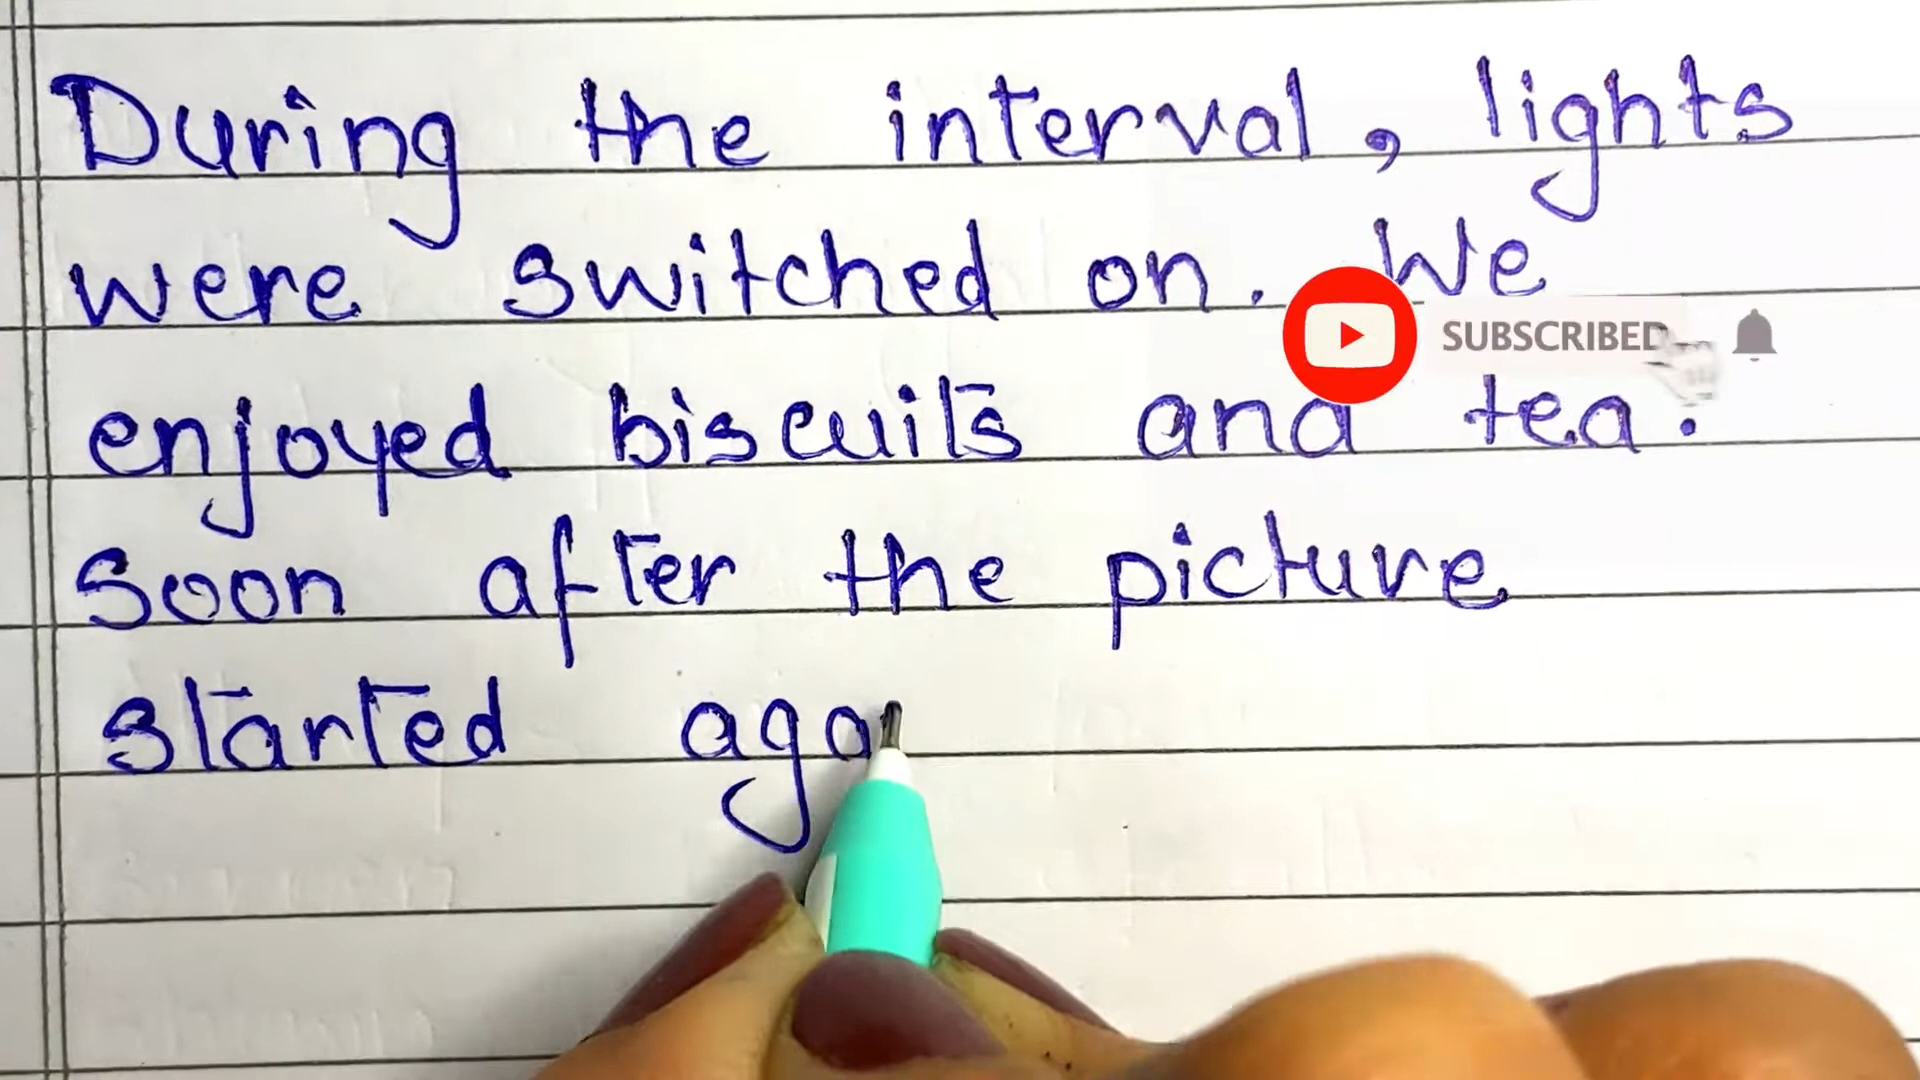 During the interval, lights
were switched on. We
SUBSCRIBED
enjoyed biscuits and tea.
Soon after the picture
started aga